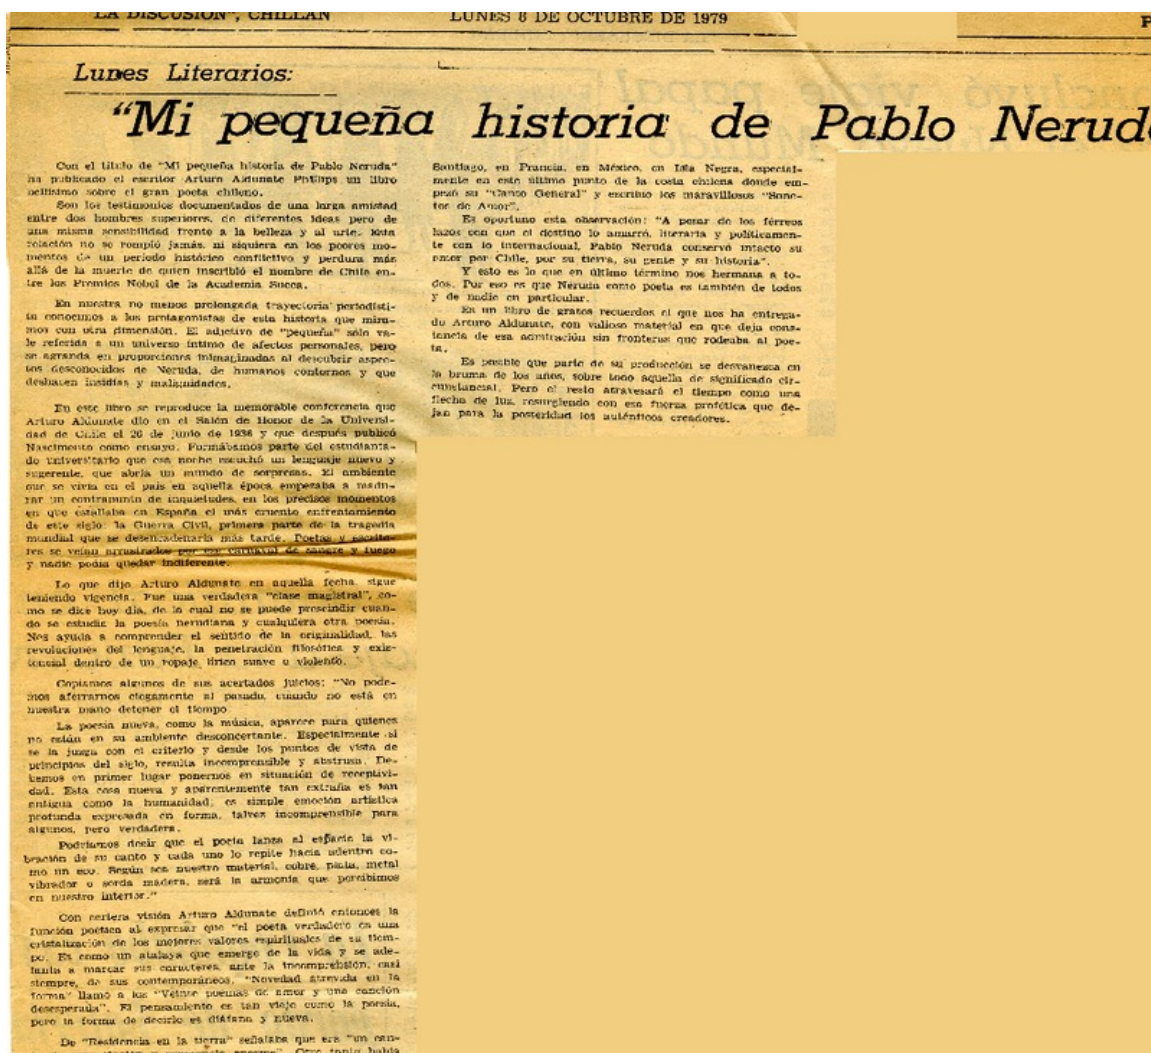 LA DISCUSION", CHILLAN LUNES 8 DE OCTUBRE DE 1979 P
Lunes Literarios:
"Mi pequeña historia de Pablo Neruda
Con el título de "Mi pequeña historia de Pablo Neruda"
ha publicado el escritor Arturo Aldunate Phillips un libro
bellísimo sobre el gran poeta chileno.
Son los testimonios documentados de una larga amistad
entre dos hombres superiores, de diferentes ideas pero de
una misma sensibilidad frente a la belleza y al arte. Esta
relación no se rompió jamás, ni siquiera en los peores mo-
mentos de un período histórico conflictivo y perdura más
allá de la muerte de quien inscribió el nombre de Chile en-
tre los Premios Nóbel de la Academia Sueca.
En nuestra no menos prolongada trayectoria periodísti-
ca conocimos a los protagonistas de esta historia que mira-
mos con otra dimensión. El adjetivo de "pequeña" sólo va-
le referida a un universo íntimo de afectos personales, pero
se agranda en proporciones inimaginadas al descubrir aspec-
tos desconocidos de Neruda, de humanos contornos y que
deshacen insidias y malignidades.
En este libro se reproduce la memorable conferencia que
Arturo Aldunate dio en el Salón de Honor de la Universi-
dad de Chile el 20 de junio de 1936 y que después publicó
Nascimento como ensayo. Formábamos parte del estudianta-
do universitario que esa noche escuchó un lenguaje nuevo y
sugerente, que abría un mundo de sorpresas. El ambiente
que se vivía en el país en aquella época empezaba a madu-
rar un contrapunto de inquietudes, en los precisos momentos
en que estallaba en España el más cruento enfrentamiento
de este siglo: la Guerra Civil, primera parte de la tragedia
mundial que se desencadenaría más tarde. Poetas y escrito-
res se veían arrastrados por ese carnaval de sangre y fuego
y nadie podía quedar indiferente.
Lo que dijo Arturo Aldunate en aquella fecha, sigue
teniendo vigencia. Fue una verdadera "clase magistral", co-
mo se dice hoy día, de la cual no se puede prescindir cuan-
do se estudia la poesía nerudiana y cualquiera otra poesía.
Nos ayuda a comprender el sentido de la originalidad, las
revoluciones del lenguaje, la penetración filosófica y exis-
tencial dentro de un ropaje lírico suave o violento.
Copiamos algunos de sus acertados juicios: "No pode-
mos aferrarnos ciegamente al pasado, cuando no está en
nuestra mano detener el tiempo.
La poesía nueva, como la música, aparece para quienes
no están en su ambiente desconcertante. Especialmente si
se la juzga con el criterio y desde los puntos de vista de
principios del siglo, resulta incomprensible y abstrusa. De-
bemos en primer lugar ponernos en situación de receptivi-
dad. Esta cosa nueva y aparentemente tan extraña es tan
antigua como la humanidad; es simple emoción artística
profunda expresada en forma, talvez incomprensible para
algunos, pero verdadera.
Podríamos decir que el poeta lanza al espacio la vi-
bración de su canto y cada uno lo repite hacia adentro co-
mo un eco. Según sea nuestro material, cobre, plata, metal
vibrador o sorda madera, será la armonía que percibimos
en nuestro interior."
Con certera visión Arturo Aldunate definió entonces la
función poética al expresar que "el poeta verdadero es una
cristalización de los mejores valores espirituales de su tiem-
po. Es como un atalaya que emerge de la vida y se ade-
lanta a marcar sus caracteres, ante la incomprensión, casi
siempre, de sus contemporáneos. "Novedad atrevida en la
forma" llamó a los "Veinte poemas de amor y una canción
desesperada". El pensamiento es tan viejo como la poesía,
pero la forma de decirlo es diáfana y nueva.
De "Residencia en la tierra" señalaba que era "un can-
Otro tanto había
Santiago, en Francia, en México, en Isla Negra, especial-
mente en este último punto de la costa chilena donde em-
pezó su "Canto General" y escribió los maravillosos "Sone-
tos de Amor".
Es oportuno esta observación: "A pesar de los férreos
lazos con que el destino lo amarró, literaria y políticamen-
te con lo internacional, Pablo Neruda conservó intacto su
amor por Chile, por su tierra, su gente y su historia".
Y esto es lo que en último término nos hermana a to-
dos. Por eso es que Neruda como poeta es también de todos
y de nadie en particular.
Es un libro de gratos recuerdos el que nos ha entrega-
do Arturo Aldunate, con valioso material en que deja cons-
tancia de esa admiración sin fronteras que rodeaba al poe-
ta.
Es posible que parte de su producción se desvanezca en
la bruma de los años, sobre todo aquella de significado cir-
cunstancial. Pero el resto atravesará el tiempo como una
flecha de luz, resurgiendo con esa fuerza profética que de-
jan para la posteridad los auténticos creadores.